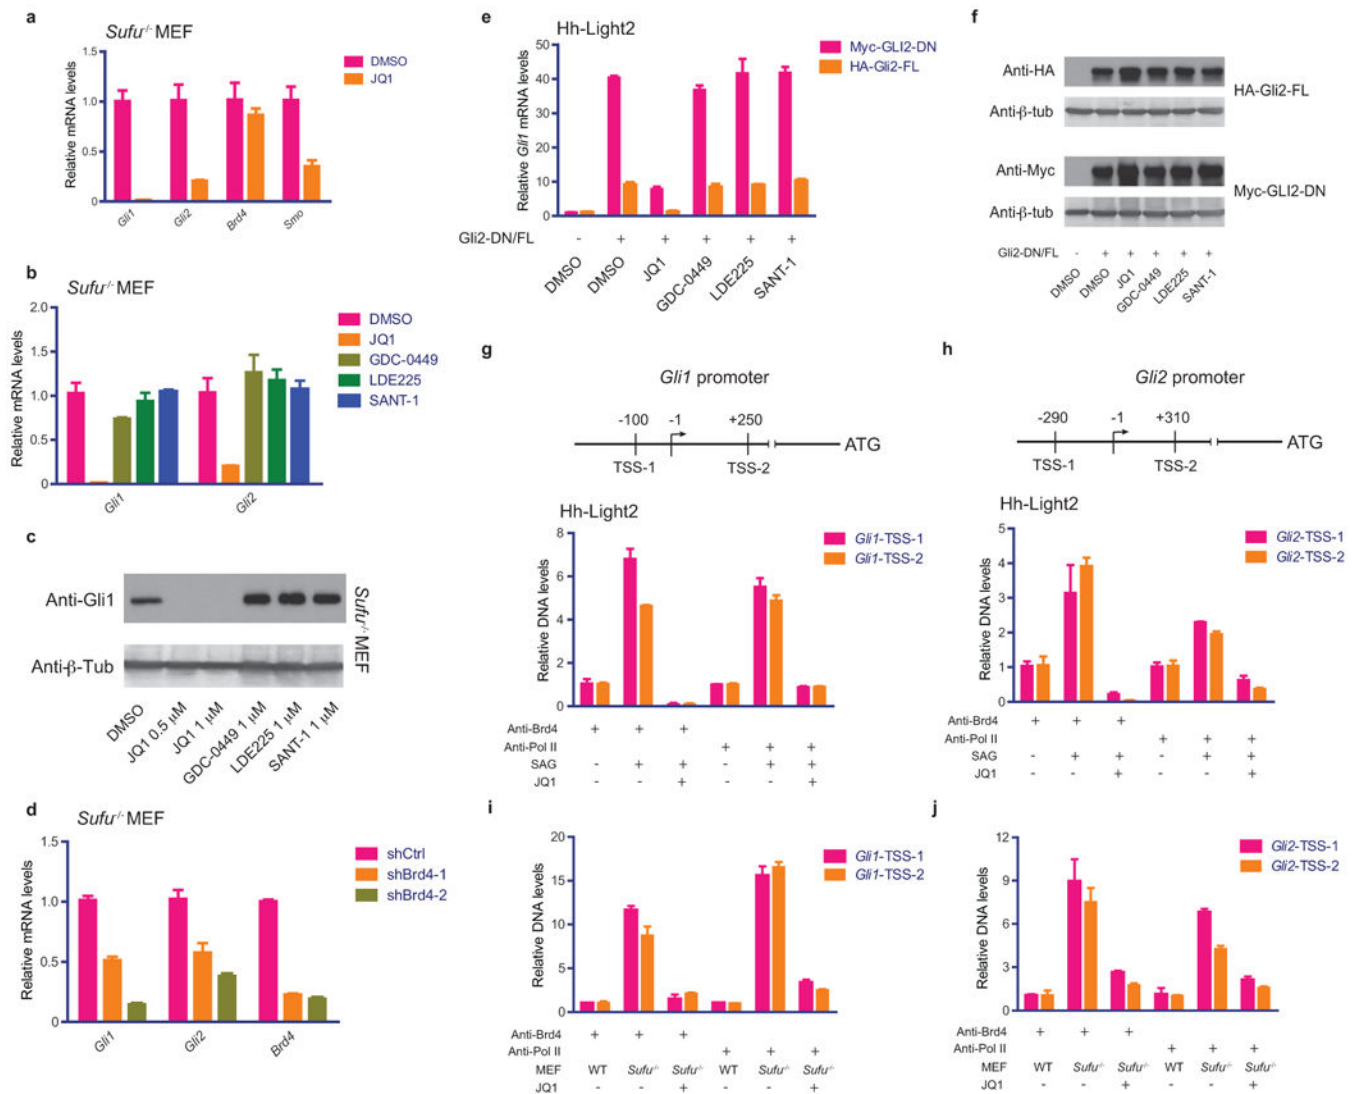 a
Sufu-/- MEF
DMSO
JQ1
Relative mRNA levels
1.5
1.0
0.5
0
Gli1 Gli2 Brd4 Smo
b
Sufu-/- MEF
DMSO
JQ1
GDC-0449
LDE225
SANT-1
Relative mRNA levels
2.0
1.5
1.0
0.5
0
Gli1 Gli2
c
Anti-Gli1
Anti-β-Tub
Sufu-/- MEF
DMSO
JQ1 0.5 μM
JQ1 1 μM
GDC-0449 1 μM
LDE225 1 μM
SANT-1 1 μM
d
Sufu-/- MEF
shCtrl
shBrd4-1
shBrd4-2
Relative mRNA levels
1.5
1.0
0.5
0
Gli1 Gli2 Brd4
e
Hh-Light2
Myc-GLI2-DN
HA-Gli2-FL
Relative Gli1 mRNA levels
50
40
30
20
10
0
Gli2-DN/FL - + + + + +
DMSO DMSO JQ1 GDC-0449 LDE225 SANT-1
f
Anti-HA
HA-Gli2-FL
Anti-β-tub
Anti-Myc
Myc-GLI2-DN
Anti-β-tub
Gli2-DN/FL - + + + + +
DMSO DMSO JQ1 GDC-0449 LDE225 SANT-1
g
Gli1 promoter
-100 -1 +250
TSS-1 TSS-2 ATG
Hh-Light2
Gli1-TSS-1
Gli1-TSS-2
Relative DNA levels
8
6
4
2
0
Anti-Brd4 + + +
Anti-Pol II + + +
SAG - + + - + +
JQ1 - - + - - +
h
Gli2 promoter
-290 -1 +310
TSS-1 TSS-2 ATG
Hh-Light2
Gli2-TSS-1
Gli2-TSS-2
Relative DNA levels
5
4
3
2
1
0
Anti-Brd4 + + +
Anti-Pol II + + +
SAG - + + - + +
JQ1 - - + - - +
i
Gli1-TSS-1
Gli1-TSS-2
Relative DNA levels
20
15
10
5
0
Anti-Brd4 + + +
Anti-Pol II + + +
MEF WT Sufu-/- Sufu-/- WT Sufu-/- Sufu-/-
JQ1 - - + - - +
j
Gli2-TSS-1
Gli2-TSS-2
Relative DNA levels
12
9
6
3
0
Anti-Brd4 + + +
Anti-Pol II + + +
MEF WT Sufu-/- Sufu-/- WT Sufu-/- Sufu-/-
JQ1 - - + - - +